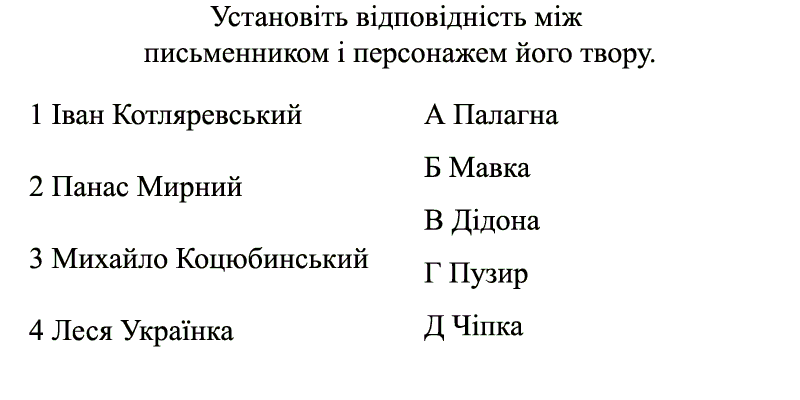 Установіть відповідність між
письменником і персонажем його твору.
1 Іван Котляревський
2 Панас Мирний
3 Михайло Коцюбинський
4 Леся Українка
А Палагна
Б Мавка
В Дідона
Г Пузир
Д Чіпка